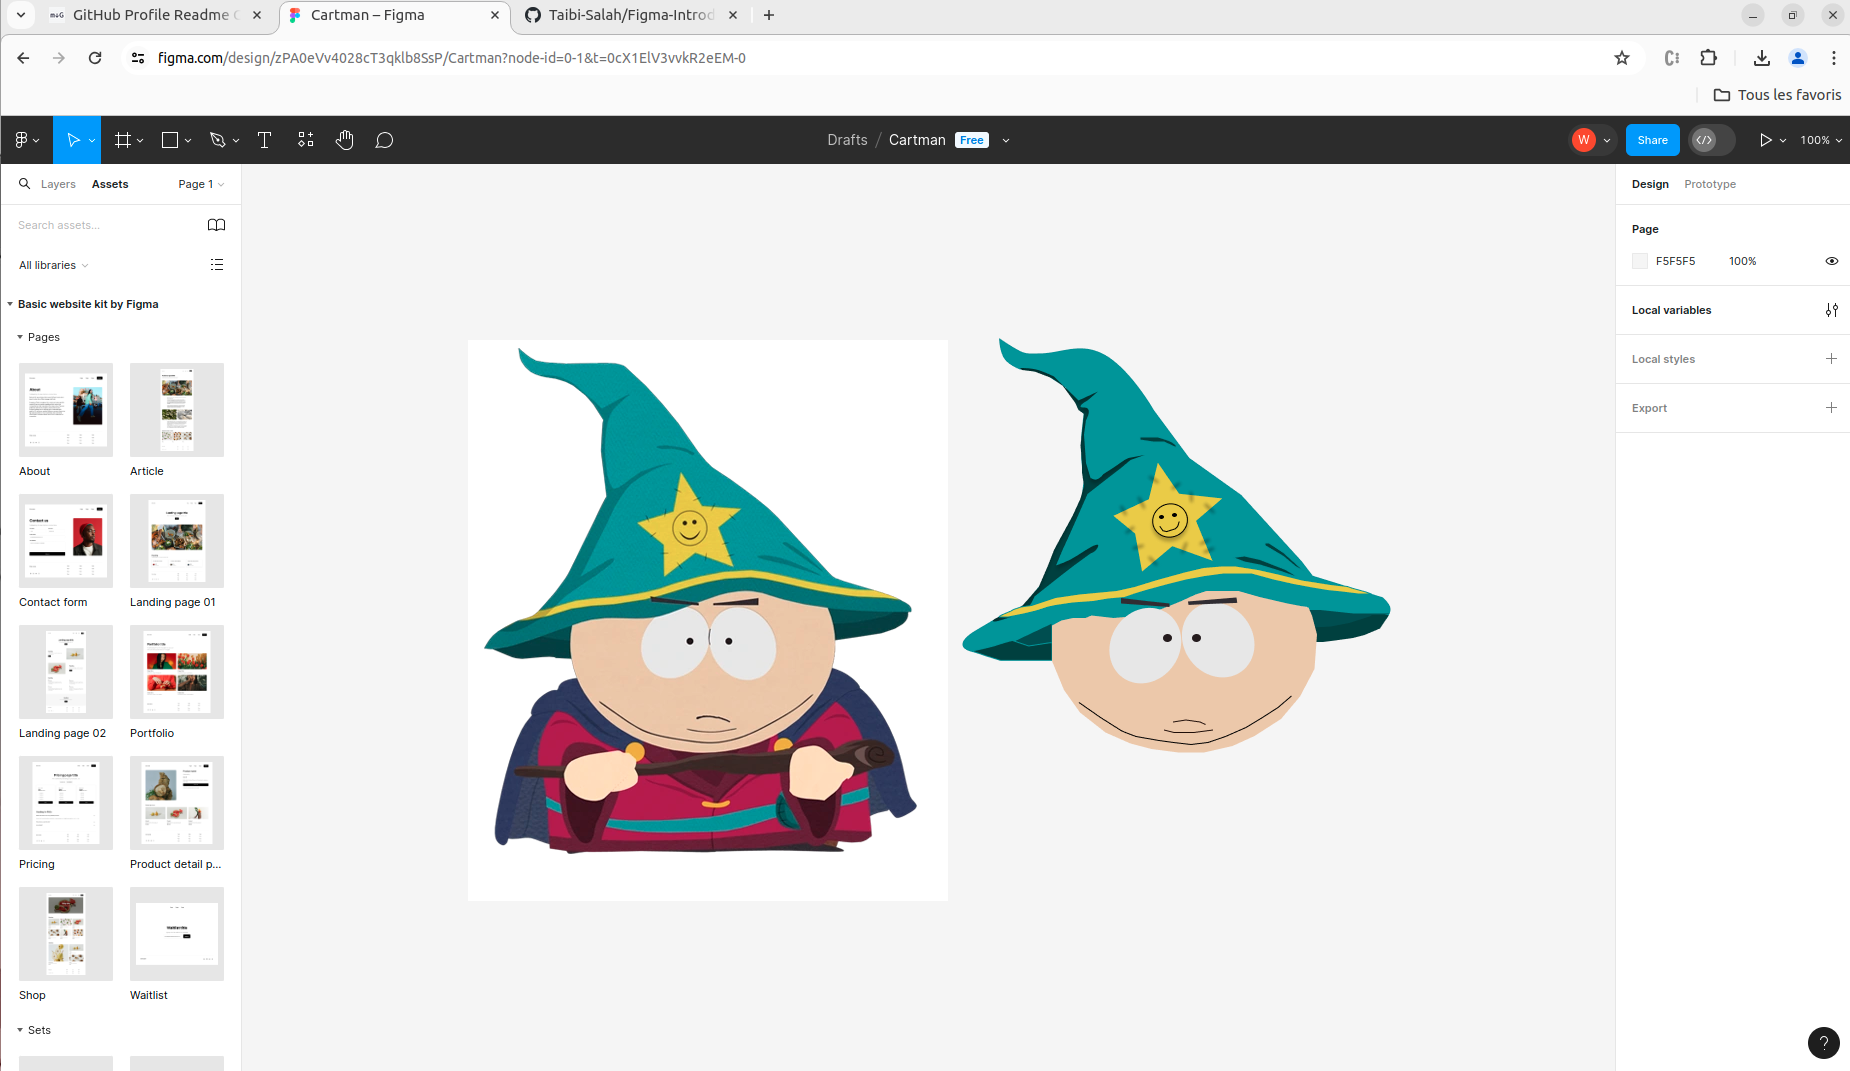 GitHub Profile Readme
Cartman – Figma
Taibi-Salah/Figma-Introd
figma.com/design/zPA0eVv4028cT3qklb8SsP/Cartman?node-id=0-1&t=0cX1ElV3vvkR2eEM-0
Tous les favoris
Drafts / Cartman Free
W
Share
100%
Layers Assets Page 1
Search assets...
All libraries
Basic website kit by Figma
Pages
About Article
Contact form Landing page 01
Landing page 02 Portfolio
Pricing Product detail p...
Shop Waitlist
Sets
Design Prototype
Page
F5F5F5 100%
Local variables
Local styles
Export
?